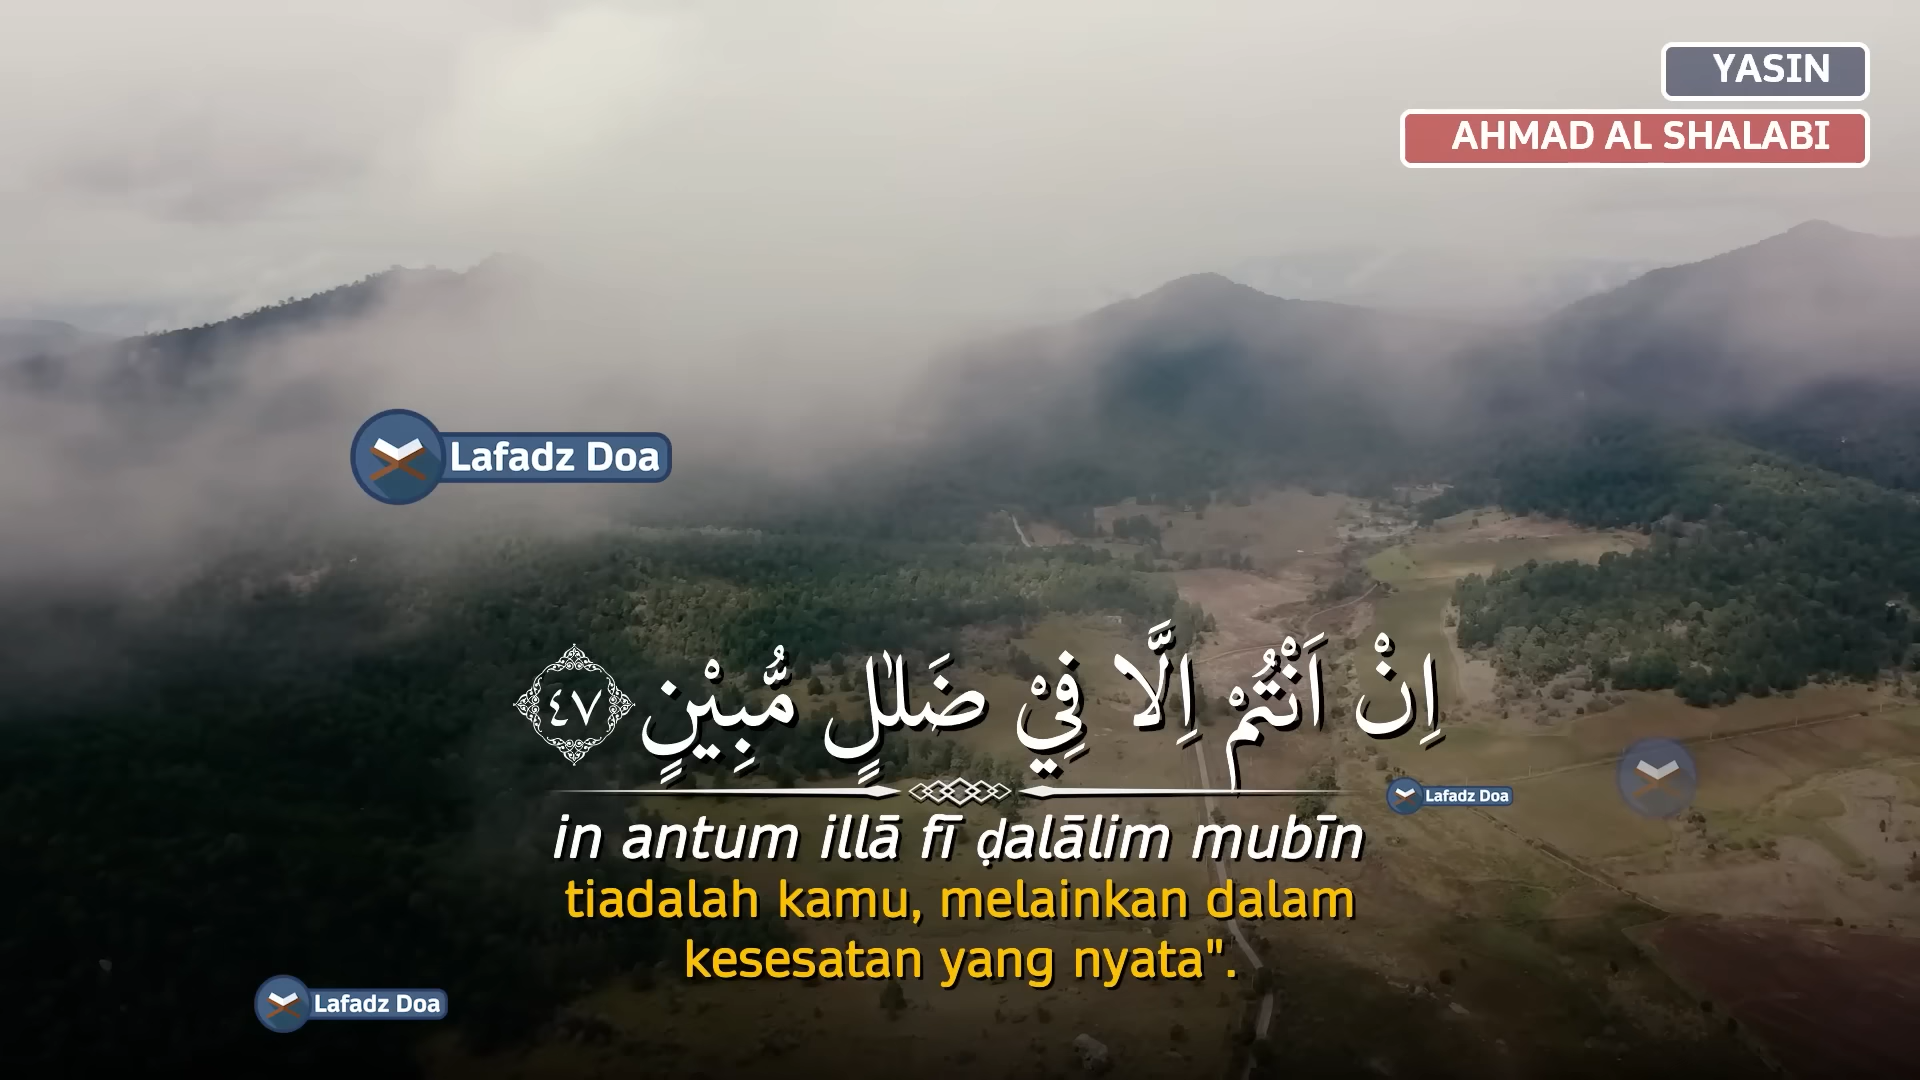 YASIN
AHMAD AL SHALABI
Lafadz Doa
اِنْ اَنْتُمْ اِلَّا فِيْ ضَلٰلٍ مُّبِيْنٍ ٤٧
Lafadz Doa
in antum illā fī ḍalālim mubīn
tiadalah kamu, melainkan dalam
kesesatan yang nyata".
Lafadz Doa